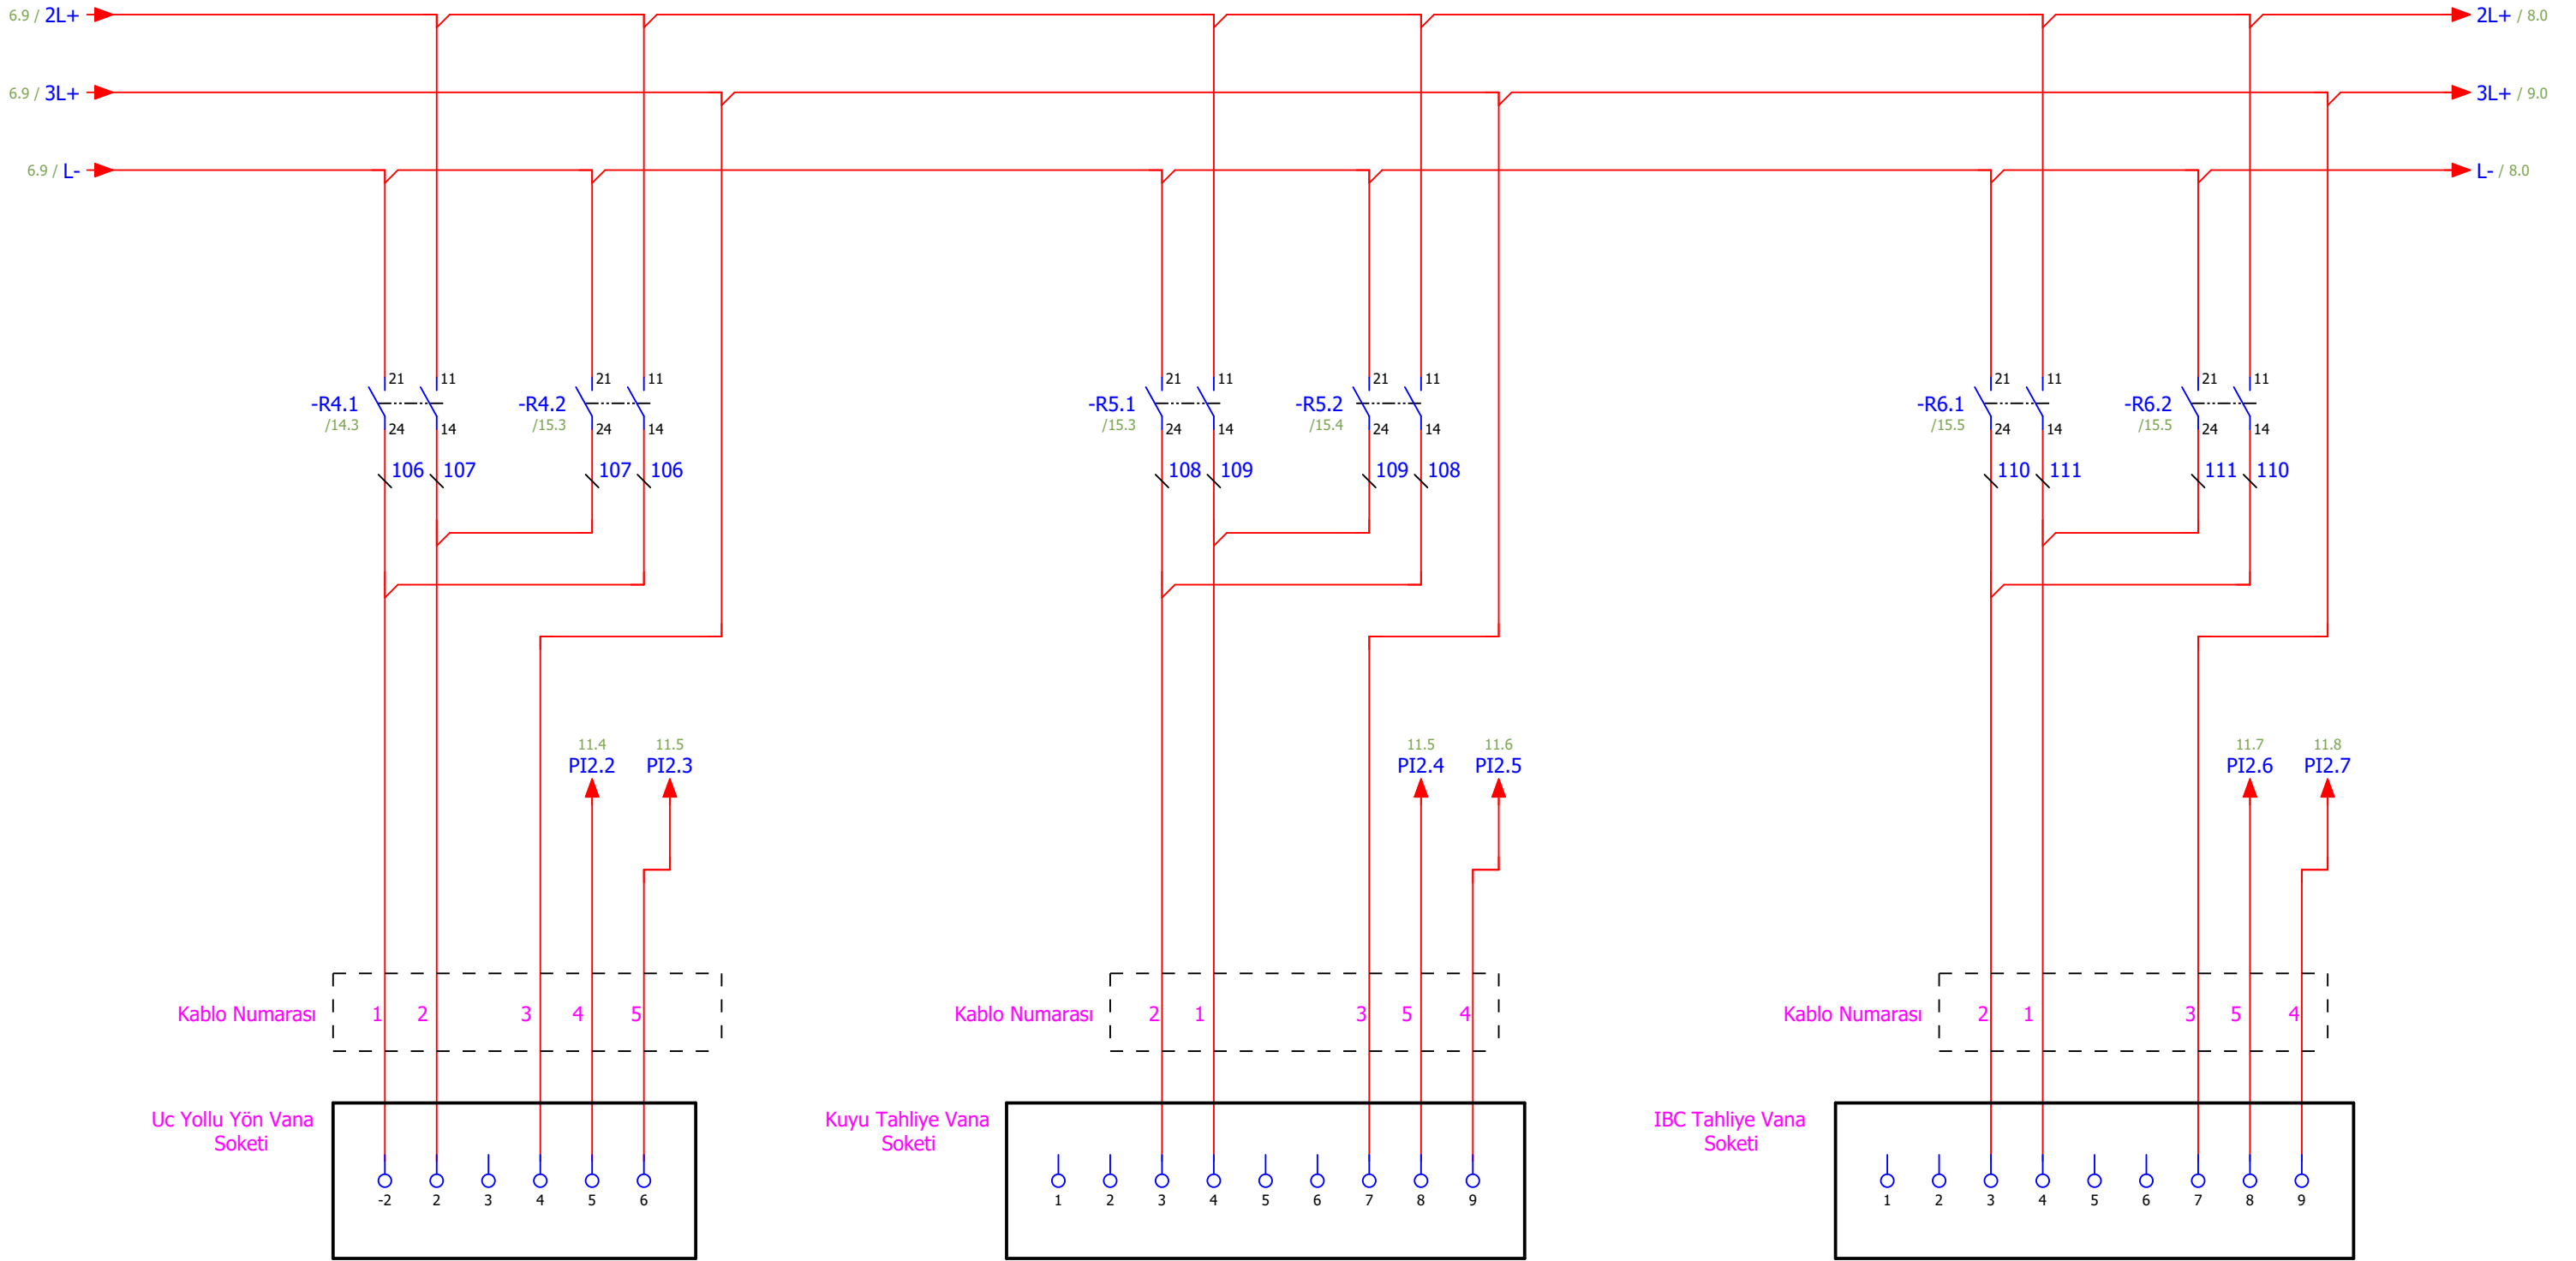 6.9 / 2L+
2L+ / 8.0
6.9 / 3L+
3L+ / 9.0
6.9 / L-
L- / 8.0
21 11 21 11 21 11 21 11 21 11 21 11
-R4.1 -R4.2 -R5.1 -R5.2 -R6.1 -R6.2
/14.3 /15.3 /15.3 /15.4 /15.5 /15.5
24 14 24 14 24 14 24 14 24 14 24 14
106 107 107 106 108 109 109 108 110 111 111 110
11.4 11.5 11.5 11.6 11.7 11.8
PI2.2 PI2.3 PI2.4 PI2.5 PI2.6 PI2.7
Kablo Numarası 1 2 3 4 5
Kablo Numarası 2 1 3 5 4
Kablo Numarası 2 1 3 5 4
Uc Yollu Yön Vana
Soketi
-2 2 3 4 5 6
Kuyu Tahliye Vana
Soketi
1 2 3 4 5 6 7 8 9
IBC Tahliye Vana
Soketi
1 2 3 4 5 6 7 8 9